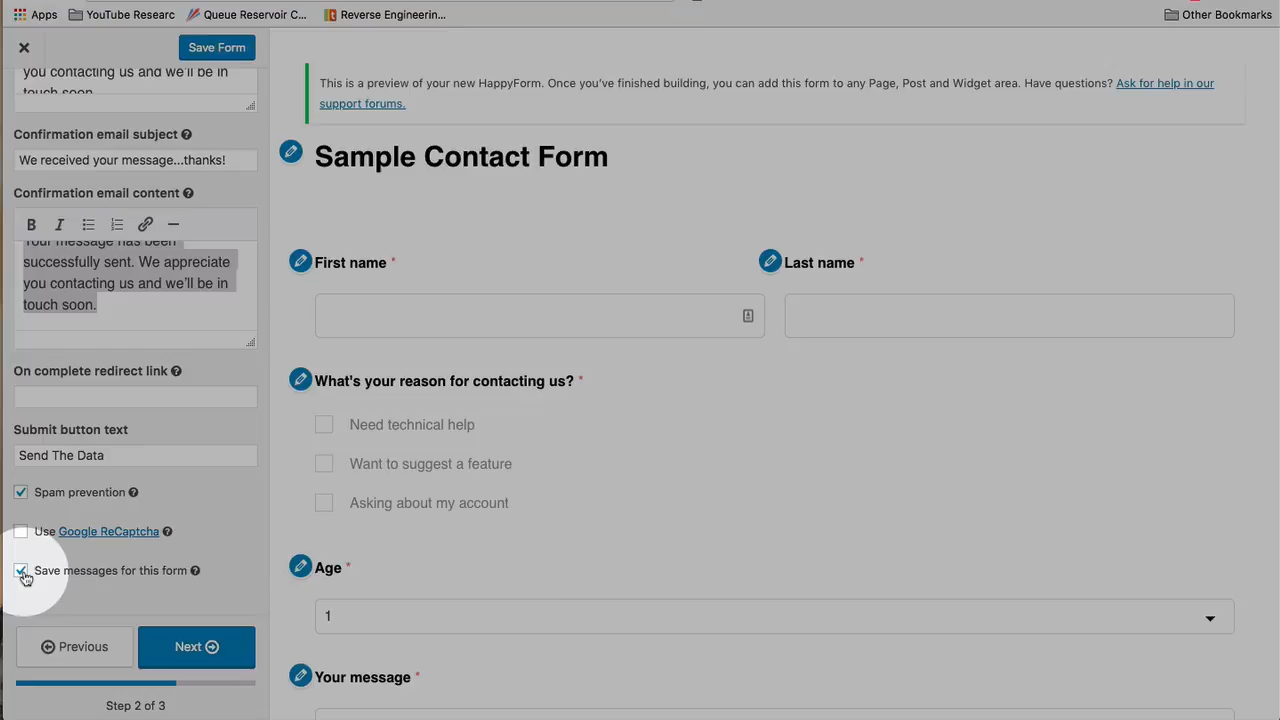 Apps YouTube Researc Queue Reservoir C... Reverse Engineerin... Other Bookmarks
Save Form
you contacting us and we'll be in
touch soon.
Confirmation email subject
We received your message...thanks!
Confirmation email content
B I
Your message has been
successfully sent. We appreciate
you contacting us and we'll be in
touch soon.
On complete redirect link
Submit button text
Send The Data
Spam prevention
Use Google ReCaptcha
Save messages for this form
Previous Next
Step 2 of 3
This is a preview of your new HappyForm. Once you've finished building, you can add this form to any Page, Post and Widget area. Have questions? Ask for help in our
support forums.
Sample Contact Form
First name * Last name *
What's your reason for contacting us? *
Need technical help
Want to suggest a feature
Asking about my account
Age *
1
Your message *